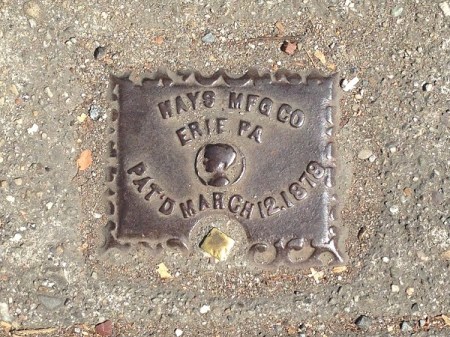 HAYS MFG CO
ERIE PA
PAT'D MARCH 12, 1878